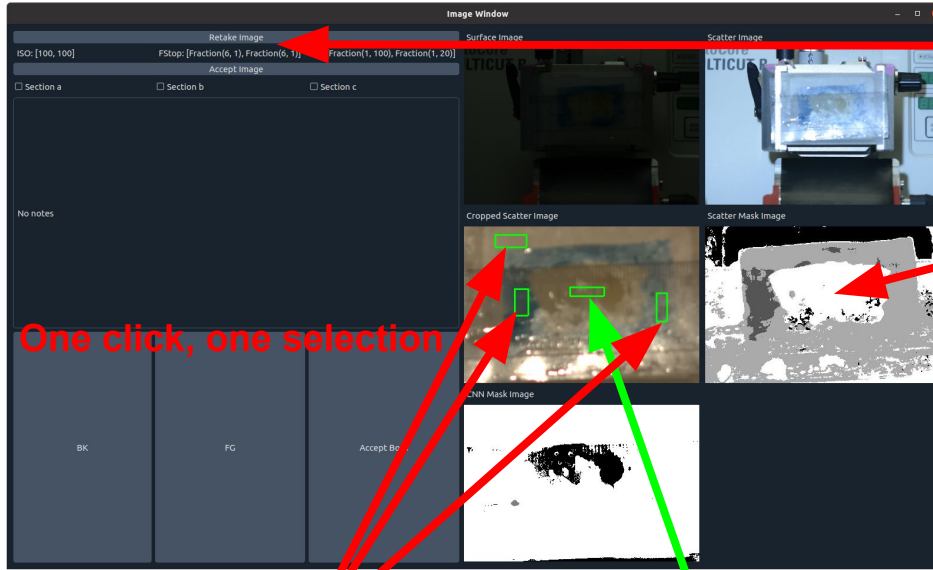 Image Window
Retake Image
ISO: [100, 100] FStop: [Fraction(6, 1), Fraction(6, 1)] Fraction(1, 100), Fraction(1, 20)]
Accept Image
Section a Section b Section c
No notes
One click, one selection
BK FG Accept Bo
Surface Image Scatter Image
LTICUT R LTICUT R
Cropped Scatter Image Scatter Mask Image
CNN Mask Image